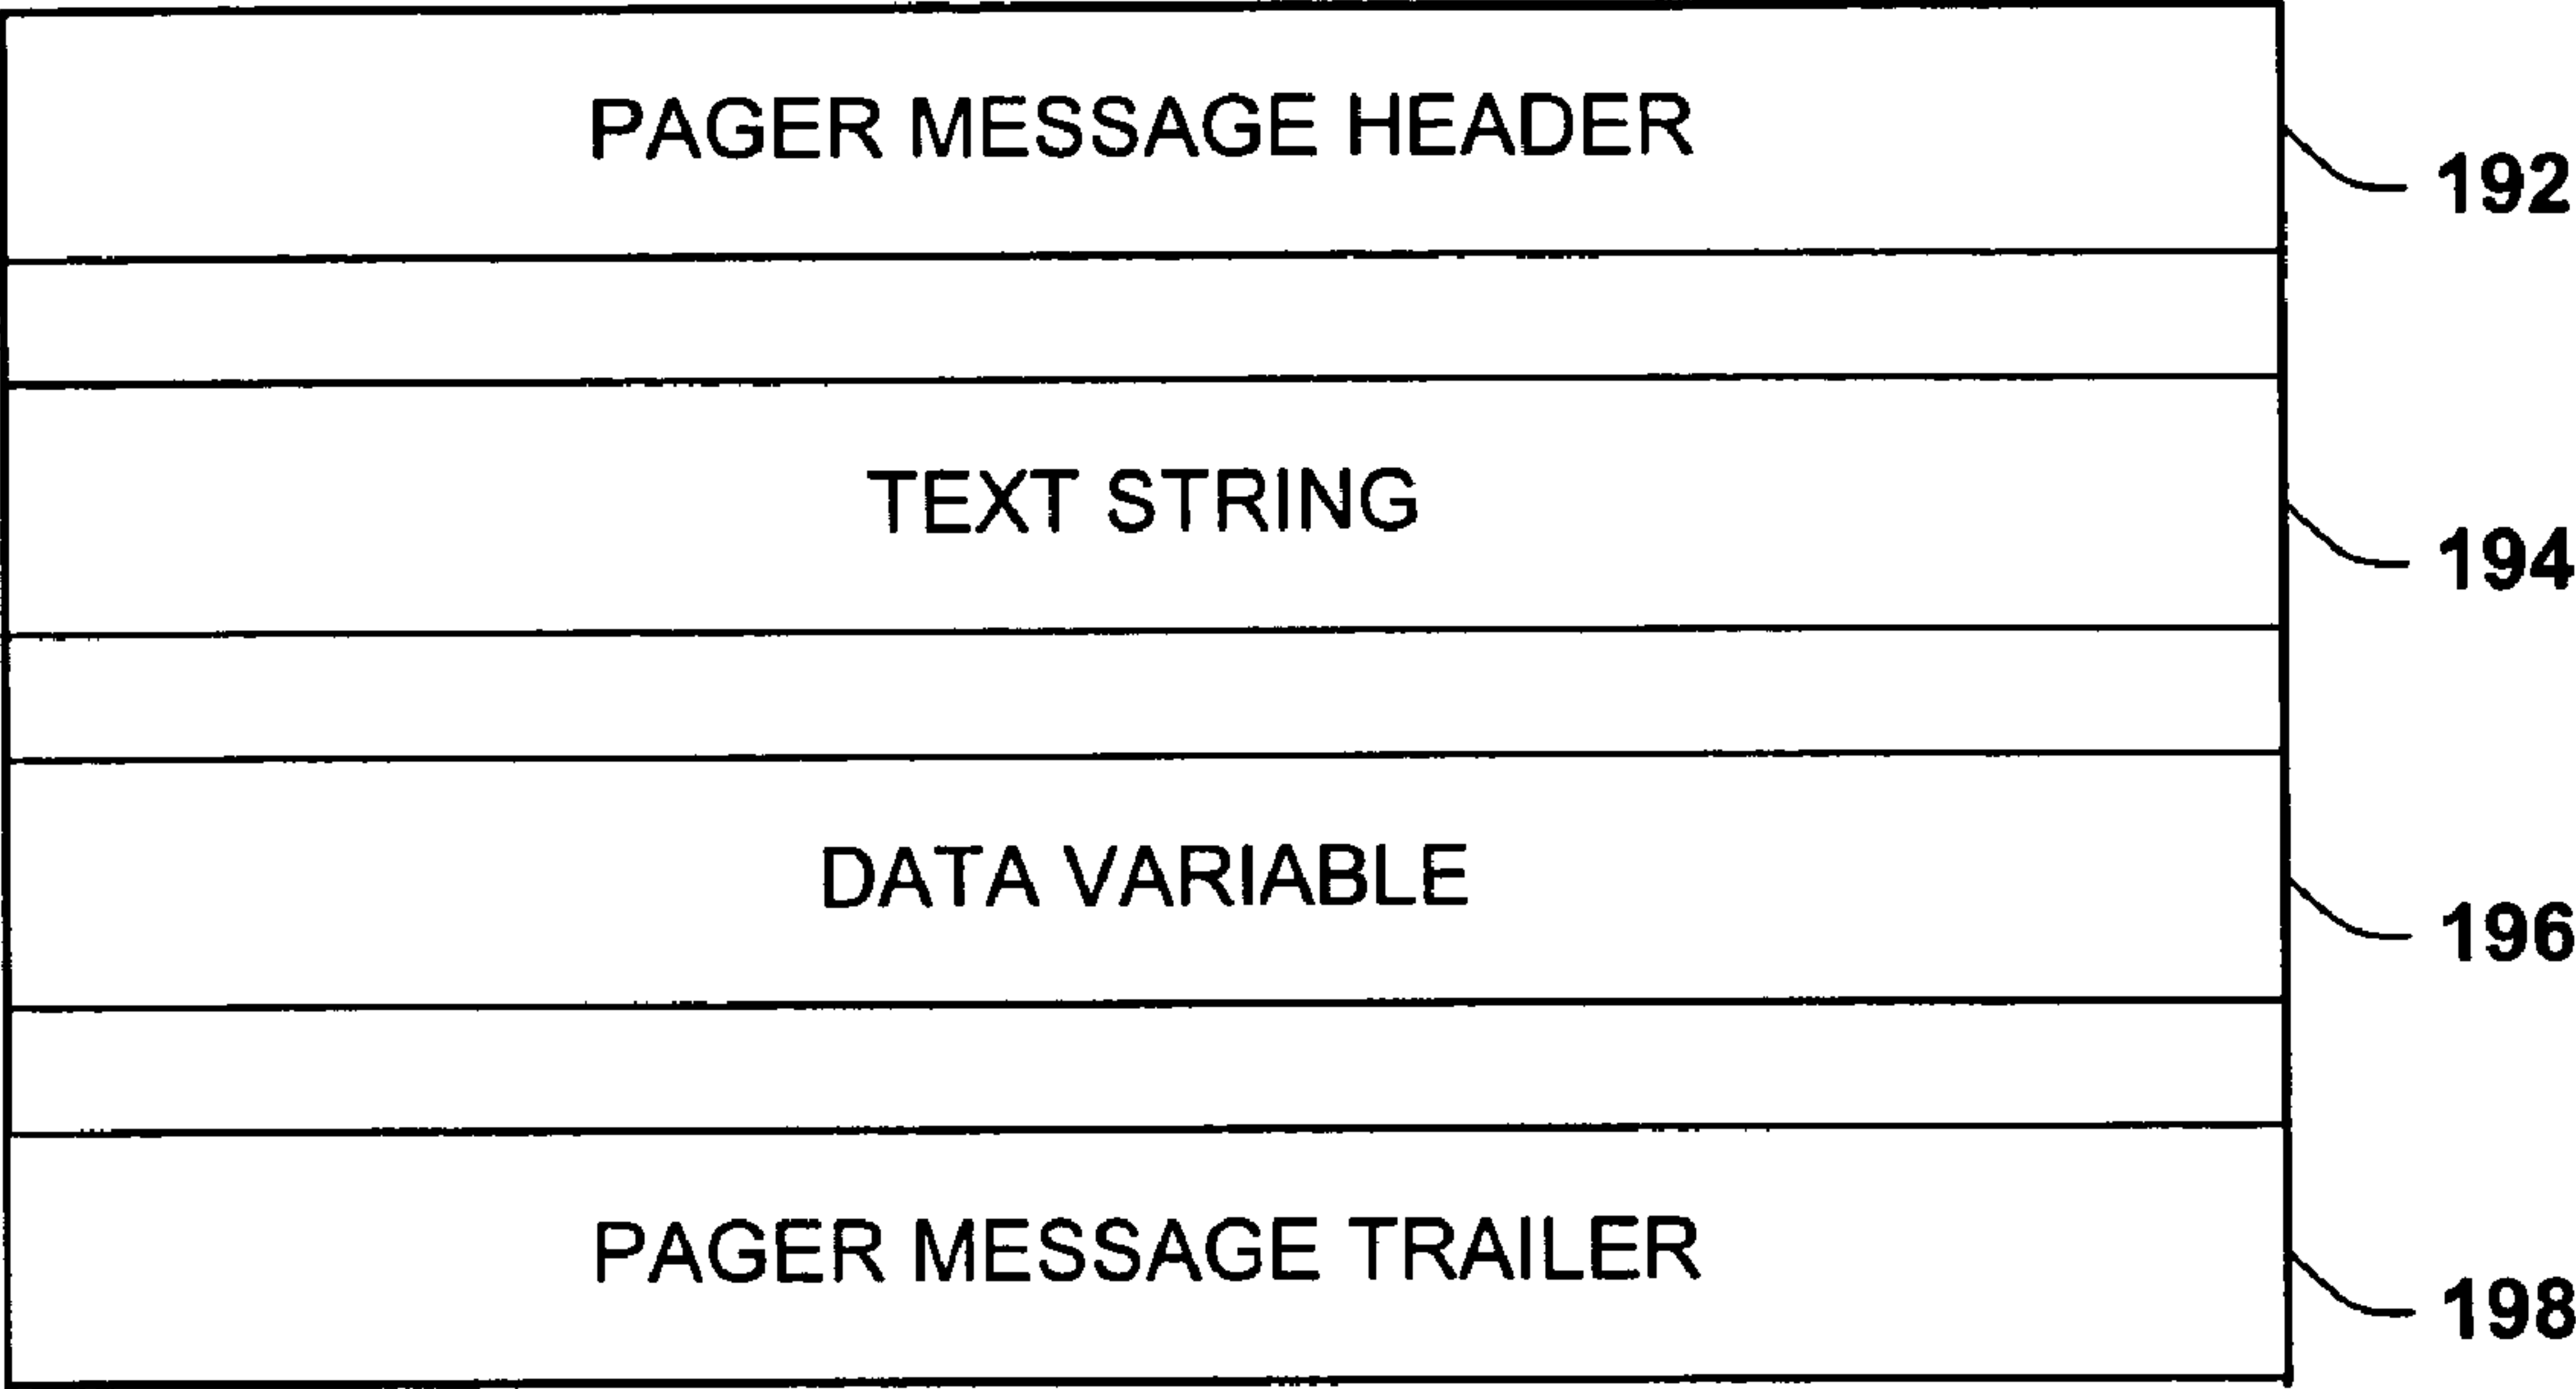 PAGER MESSAGE HEADER
192
TEXT STRING
194
DATA VARIABLE
196
PAGER MESSAGE TRAILER
198